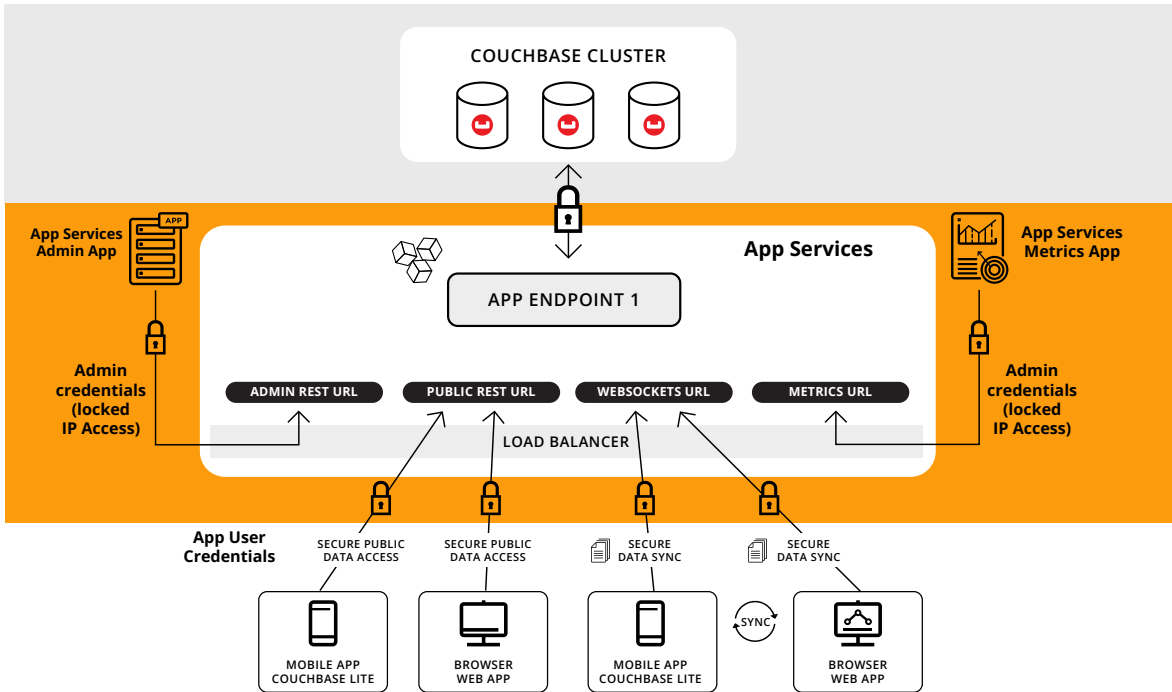 COUCHBASE CLUSTER
App Services
Admin App
APP
App Services
App Services
Metrics App
APP ENDPOINT 1
Admin
credentials
(locked
IP Access)
ADMIN REST URL
PUBLIC REST URL
WEBSOCKETS URL
METRICS URL
Admin
credentials
(locked
IP Access)
LOAD BALANCER
App User
Credentials
SECURE PUBLIC
DATA ACCESS
SECURE PUBLIC
DATA ACCESS
SECURE
DATA SYNC
SECURE
DATA SYNC
MOBILE APP
COUCHBASE LITE
BROWSER
WEB APP
MOBILE APP
COUCHBASE LITE
SYNC
BROWSER
WEB APP